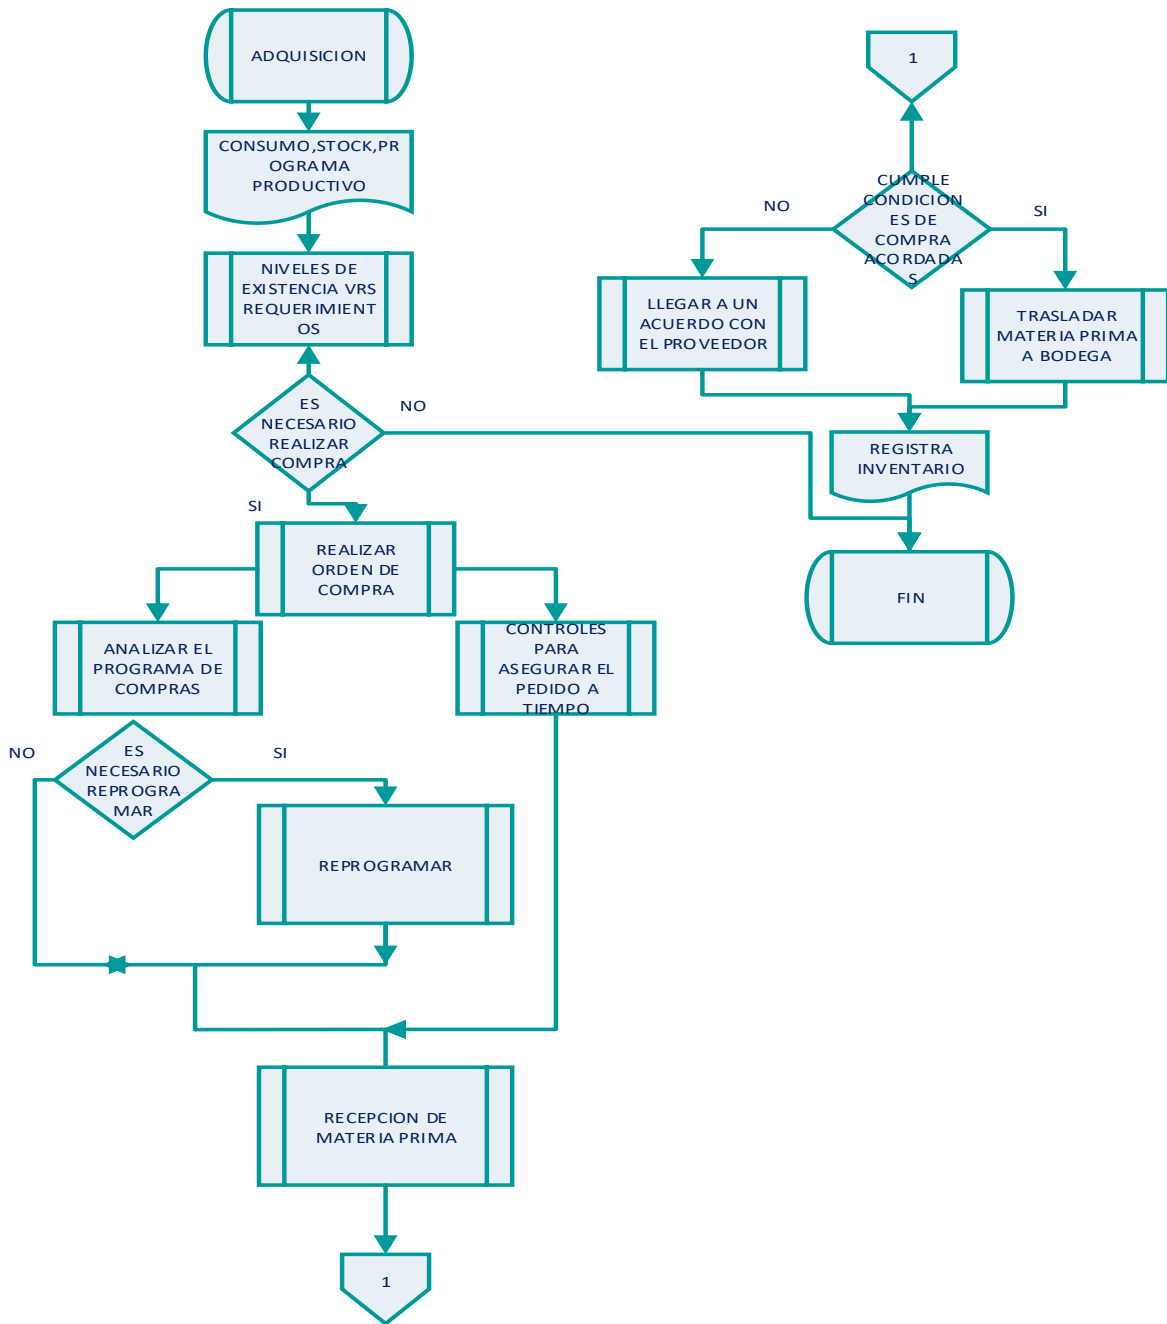 ADQUISICION
CONSUMO,STOCK,PR
OGRAMA
PRODUCTIVO
NIVELES DE
EXISTENCIA VRS
REQUERIMIENT
OS
ES
NECESARIO
REALIZAR
COMPRA
NO
SI
REALIZAR
ORDEN DE
COMPRA
ANALIZAR EL
PROGRAMA DE
COMPRAS
CONTROLES
PARA
ASEGURAR EL
PEDIDO A
TIEMPO
NO
ES
NECESARIO
REPROGRA
MAR
SI
REPROGRAMAR
RECEPCION DE
MATERIA PRIMA
1
1
CUMPLE
CONDICION
ES DE
COMPRA
ACORDADA
S
NO
SI
LLEGAR A UN
ACUERDO CON
EL PROVEEDOR
TRASLADAR
MATERIA PRIMA
A BODEGA
REGISTRA
INVENTARIO
FIN